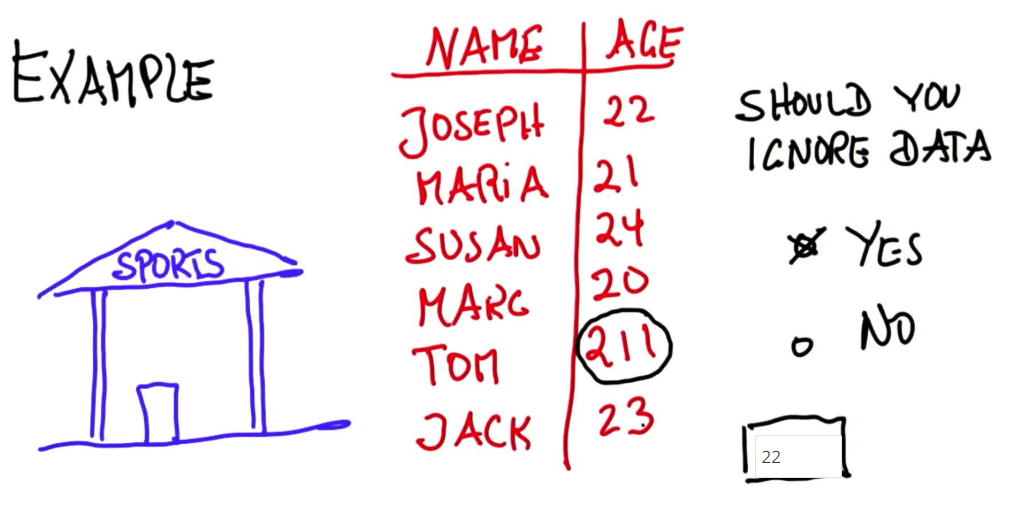 EXAMPLE
NAME AGE
JOSEPH 22
MARiA 21
SUSAN 24
MARC 20
TOM 211
JACK 23
SPORTS
SHOULD YOU
IGNORE DATA
YES
NO
22